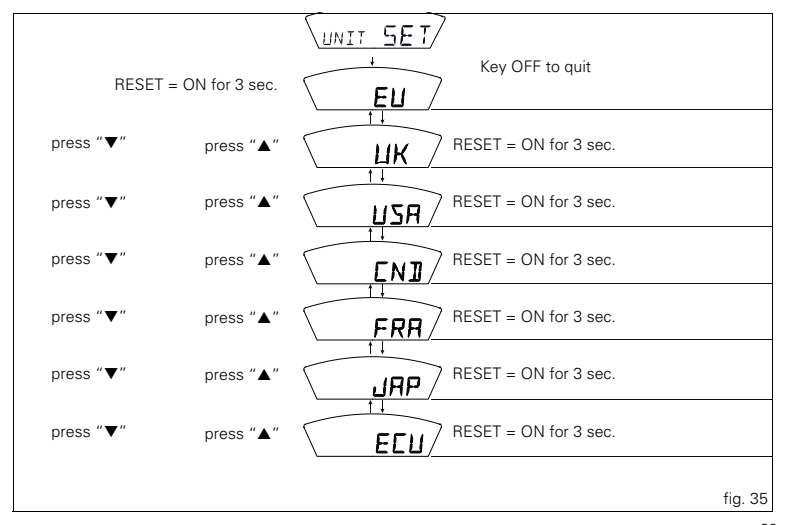 UNIT SET
Key OFF to quit
RESET = ON for 3 sec.
EU
press "▼" press "▲" UK RESET = ON for 3 sec.
press "▼" press "▲" USA RESET = ON for 3 sec.
press "▼" press "▲" CND RESET = ON for 3 sec.
press "▼" press "▲" FRA RESET = ON for 3 sec.
press "▼" press "▲" JAP RESET = ON for 3 sec.
press "▼" press "▲" ECU RESET = ON for 3 sec.
fig. 35